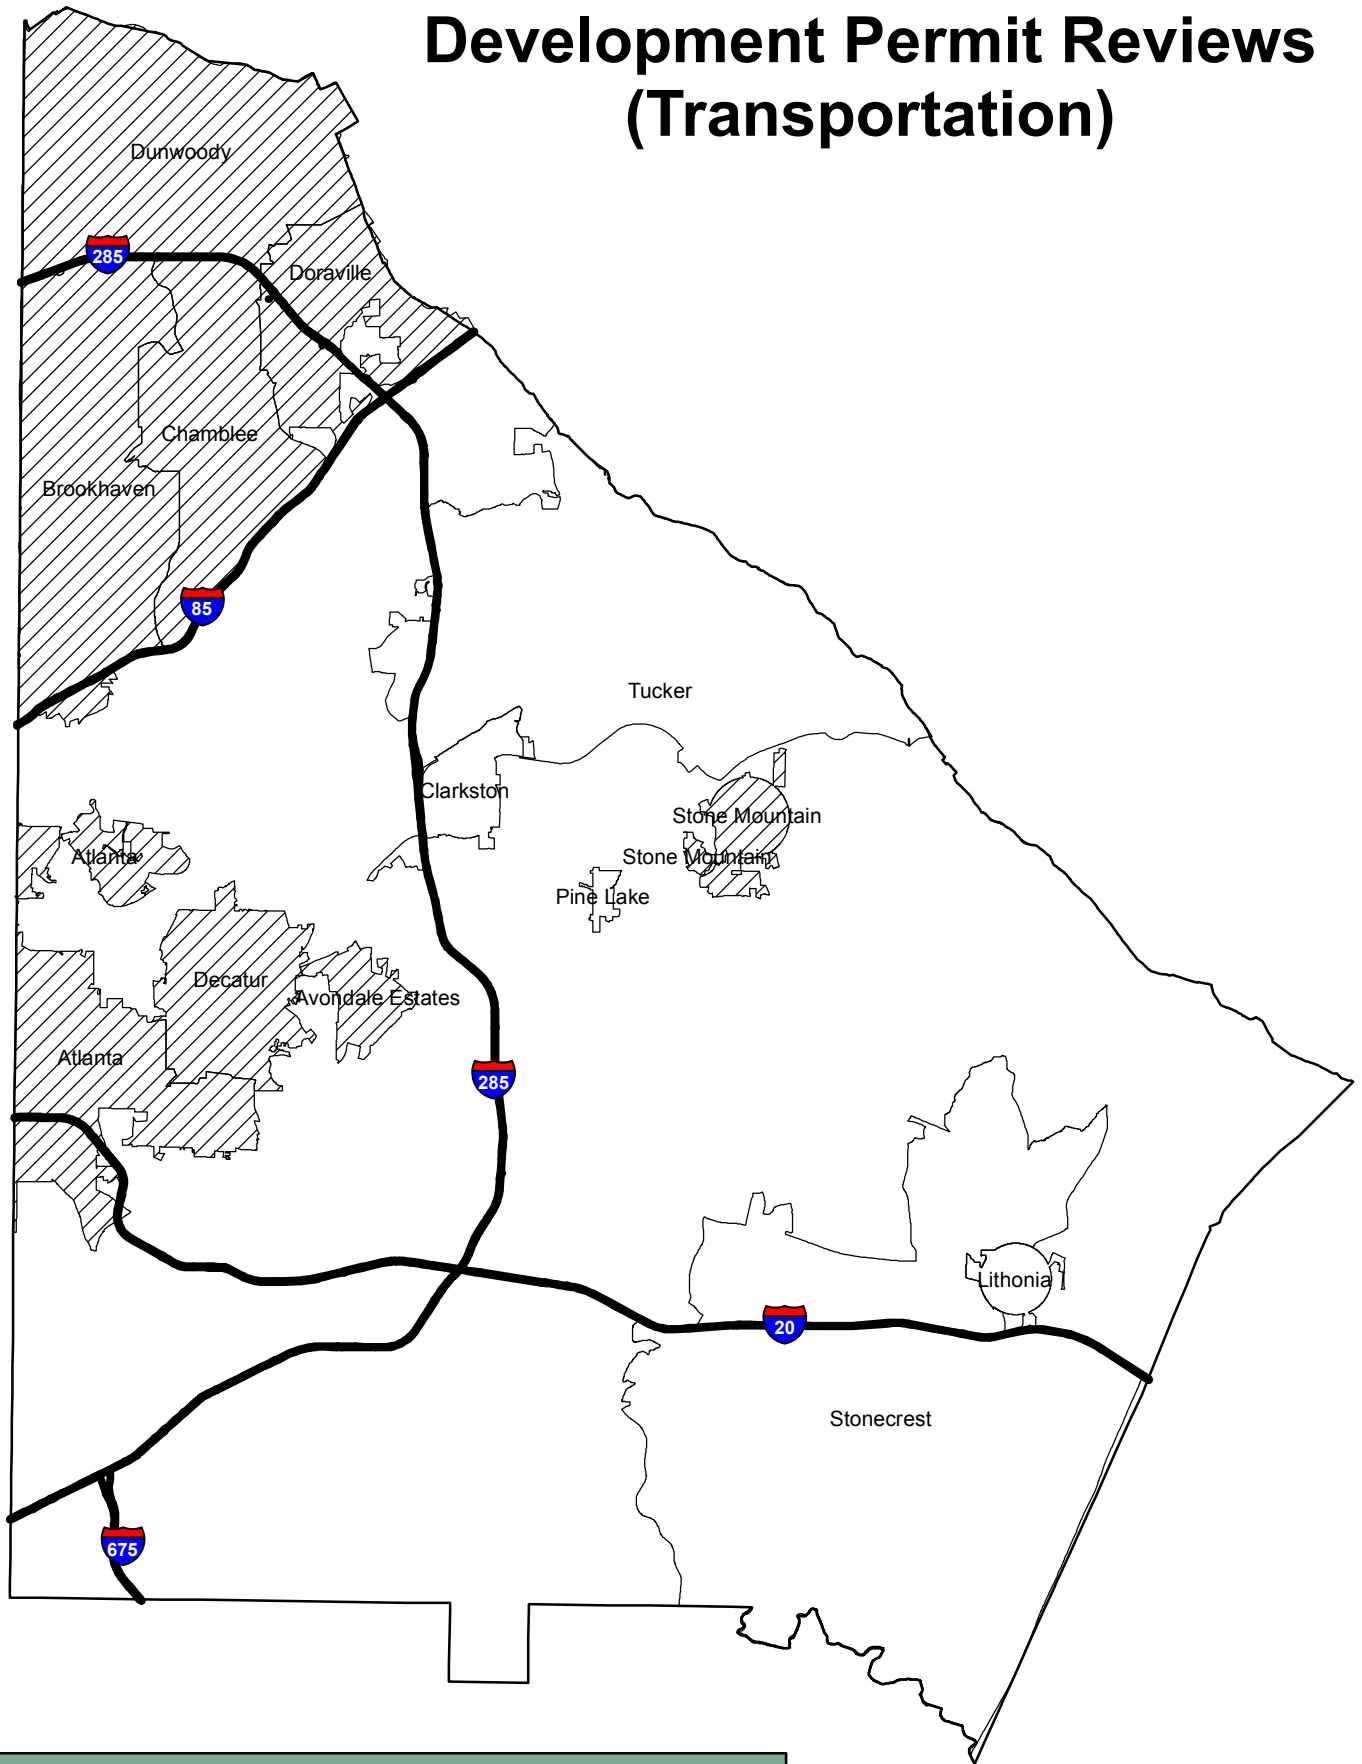 Development Permit Reviews
(Transportation)
Dunwoody
285
Doraville
Chamblee
Brookhaven
85
Tucker
Clarkston
Stone Mountain
Atlanta
Stone Mountain
Pine Lake
Decatur
Avondale Estates
Atlanta
285
Lithonia
20
Stonecrest
675